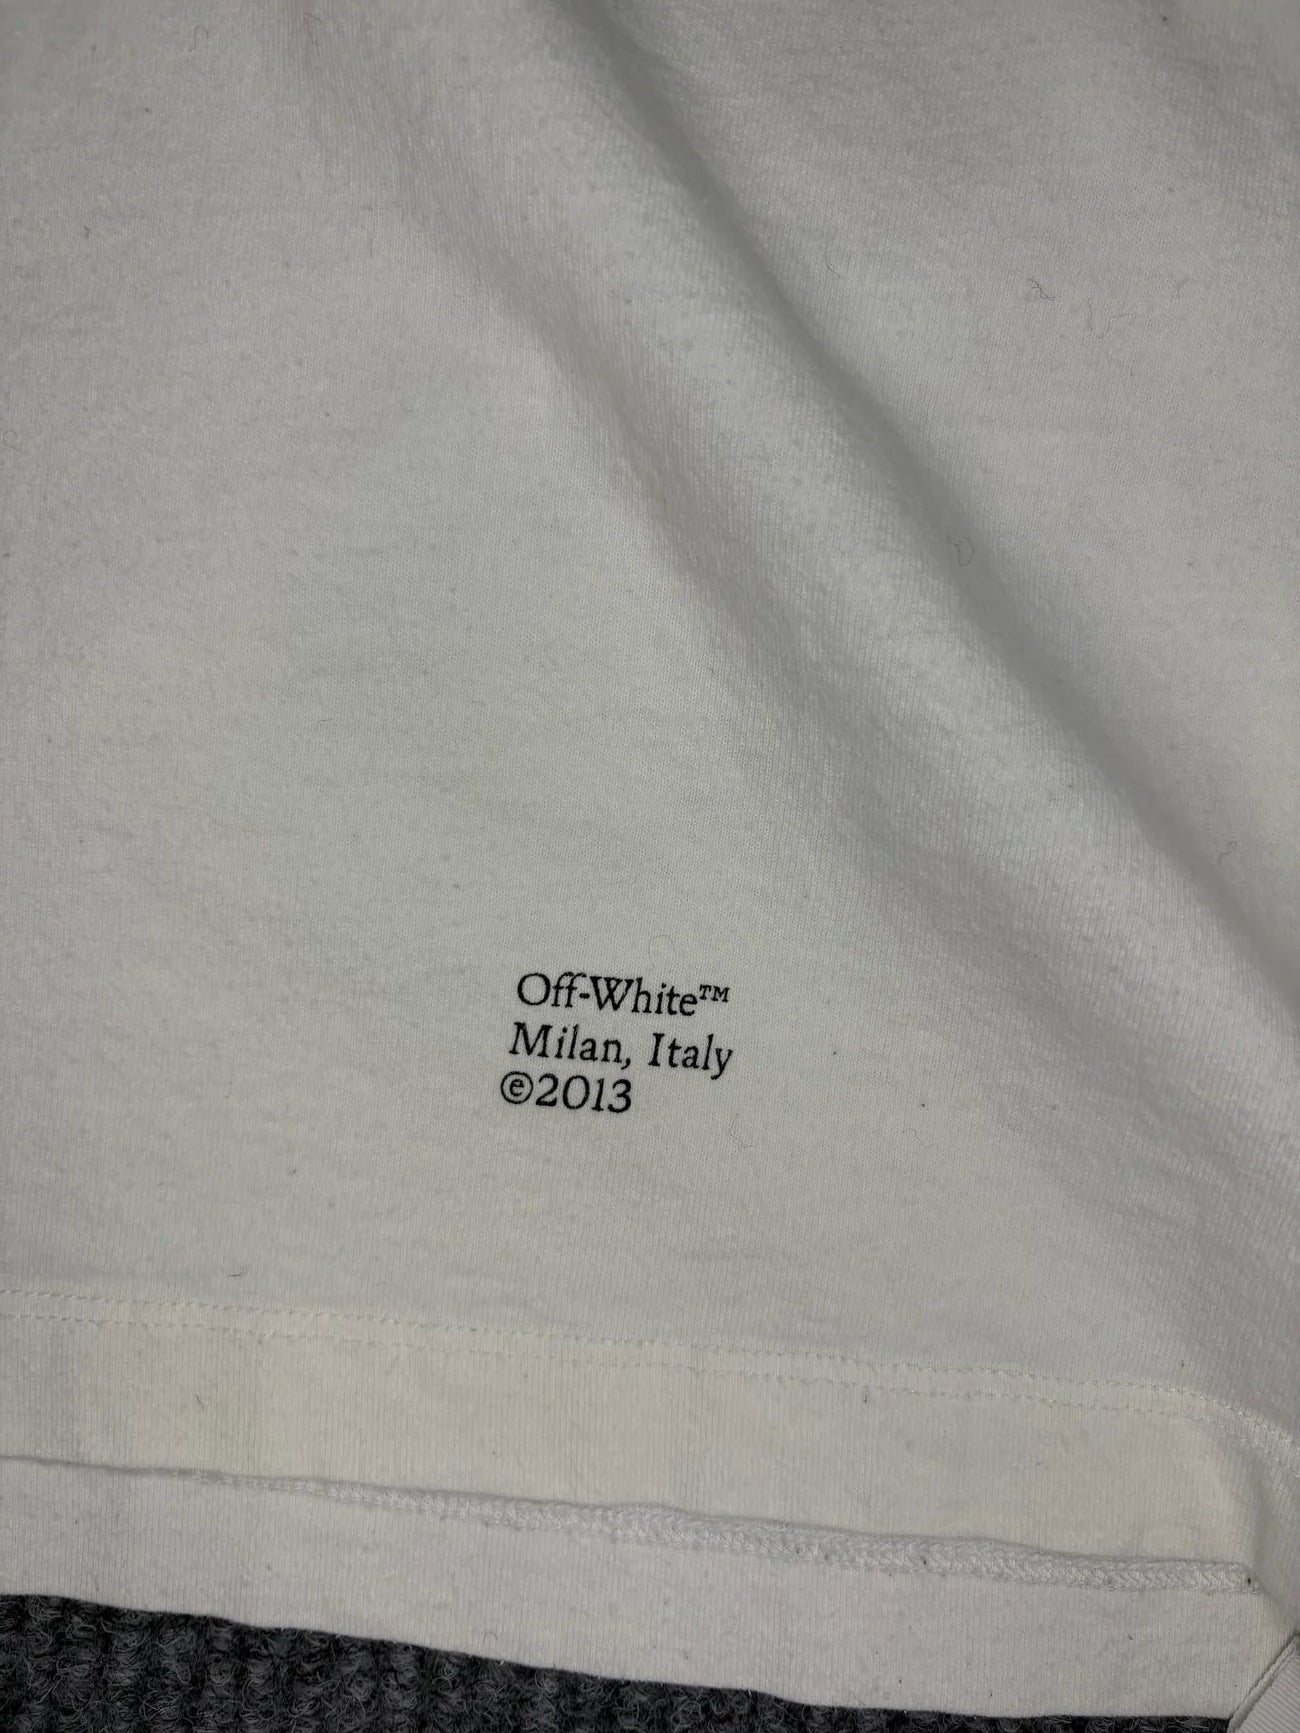 Off-White™
Milan, Italy
©2013